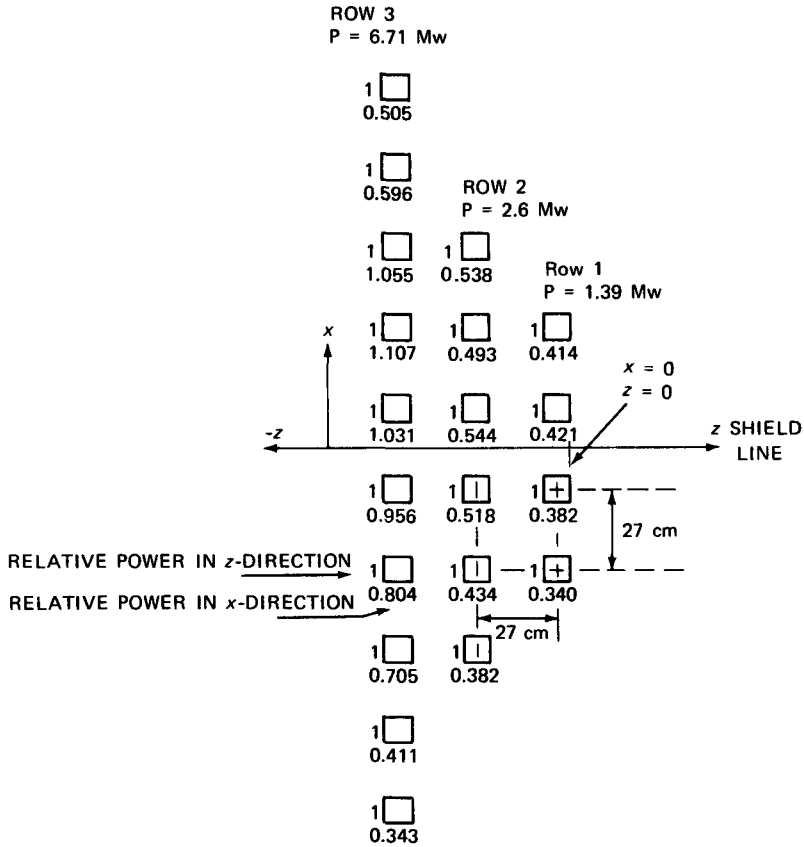 ROW 3
P = 6.71 Mw
1
0.505
1
0.596
ROW 2
P = 2.6 Mw
1 1
1.055 0.538
Row 1
P = 1.39 Mw
1 1 1
1.107 0.493 0.414
x
x = 0
z = 0
1 1 1
1.031 0.544 0.421
-z
z SHIELD
LINE
1 1 1
0.956 0.518 0.382
27 cm
RELATIVE POWER IN z-DIRECTION
1 1 1
0.804 0.434 0.340
RELATIVE POWER IN x-DIRECTION
27 cm
1 1
0.705 0.382
1
0.411
1
0.343